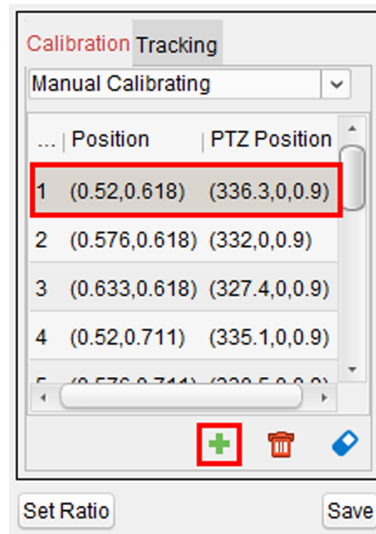 Calibration Tracking
Manual Calibrating
... Position PTZ Position
1 (0.52,0.618) (336.3,0,0.9)
2 (0.576,0.618) (332,0,0.9)
3 (0.633,0.618) (327.4,0,0.9)
4 (0.52,0.711) (335.1,0,0.9)
Set Ratio Save